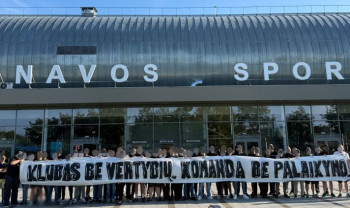 NAVOS SPOR
KLUBAS BE VERTYBIŲ, KOMANDA BE PALAIKYMO